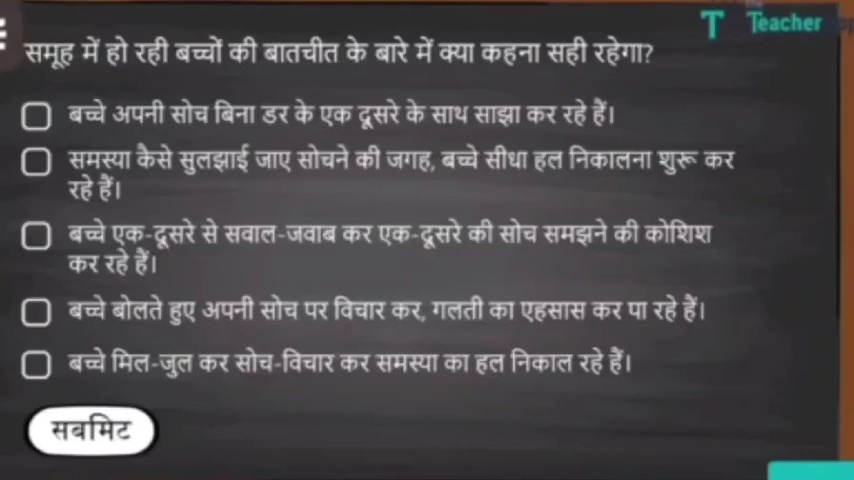 T Teacher
समूह में हो रही बच्चों की बातचीत के बारे में क्या कहना सही रहेगा?
बच्चे अपनी सोच बिना डर के एक दूसरे के साथ साझा कर रहे हैं।
समस्या कैसे सुलझाई जाए सोचने की जगह, बच्चे सीधा हल निकालना शुरू कर
रहे हैं।
बच्चे एक-दूसरे से सवाल-जवाब कर एक-दूसरे की सोच समझने की कोशिश
कर रहे हैं।
बच्चे बोलते हुए अपनी सोच पर विचार कर, गलती का एहसास कर पा रहे हैं।
बच्चे मिल-जुल कर सोच-विचार कर समस्या का हल निकाल रहे हैं।
सबमिट